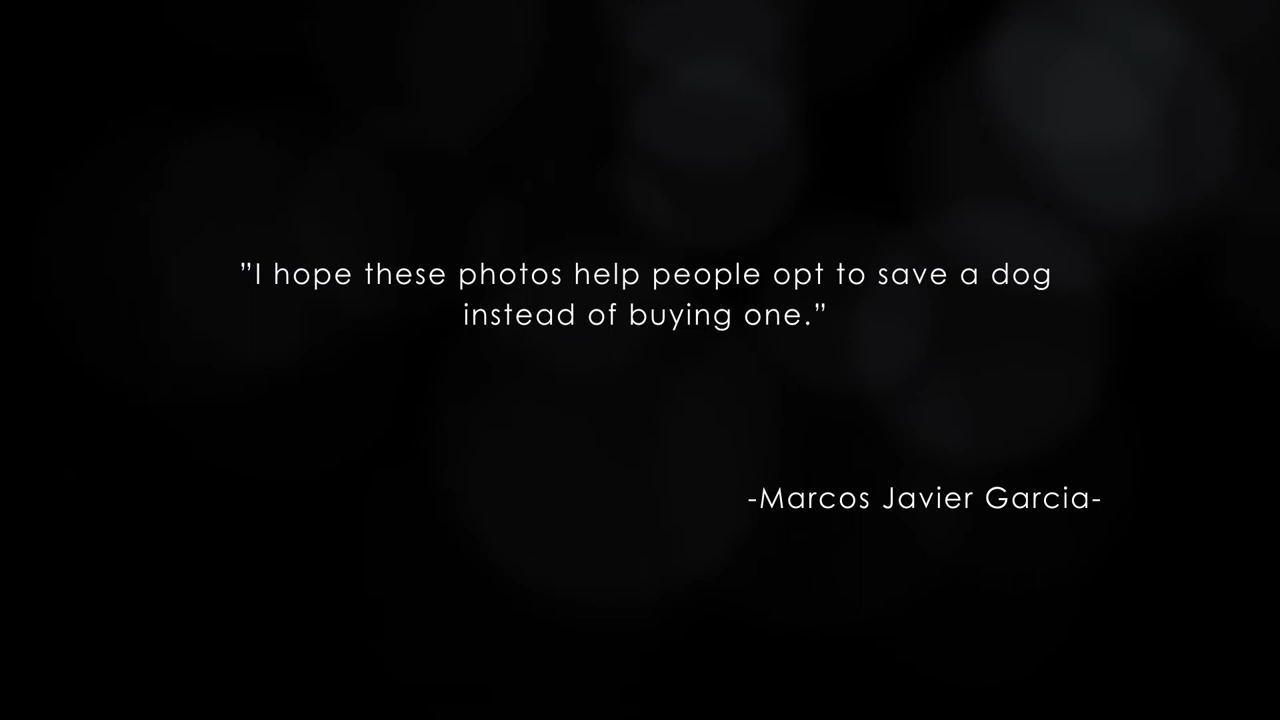 ”I hope these photos help people opt to save a dog
instead of buying one.”
-Marcos Javier Garcia-